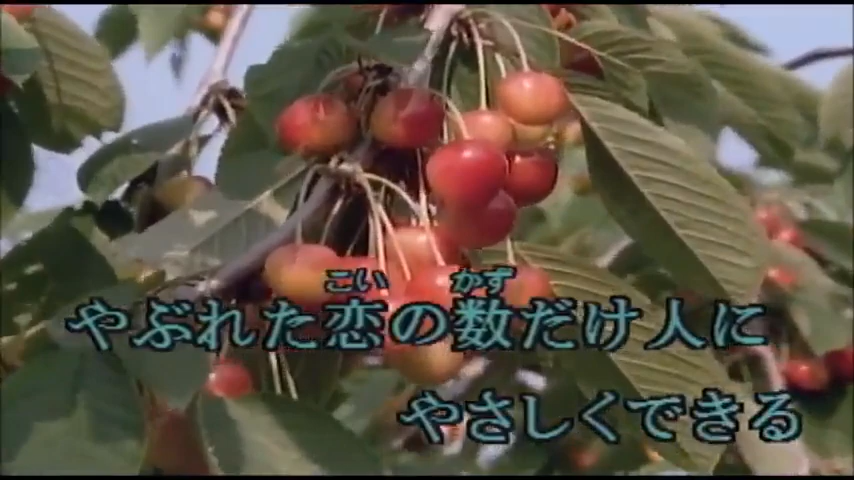 こい かず
やぶれた恋の数だけ人に
やさしくできる